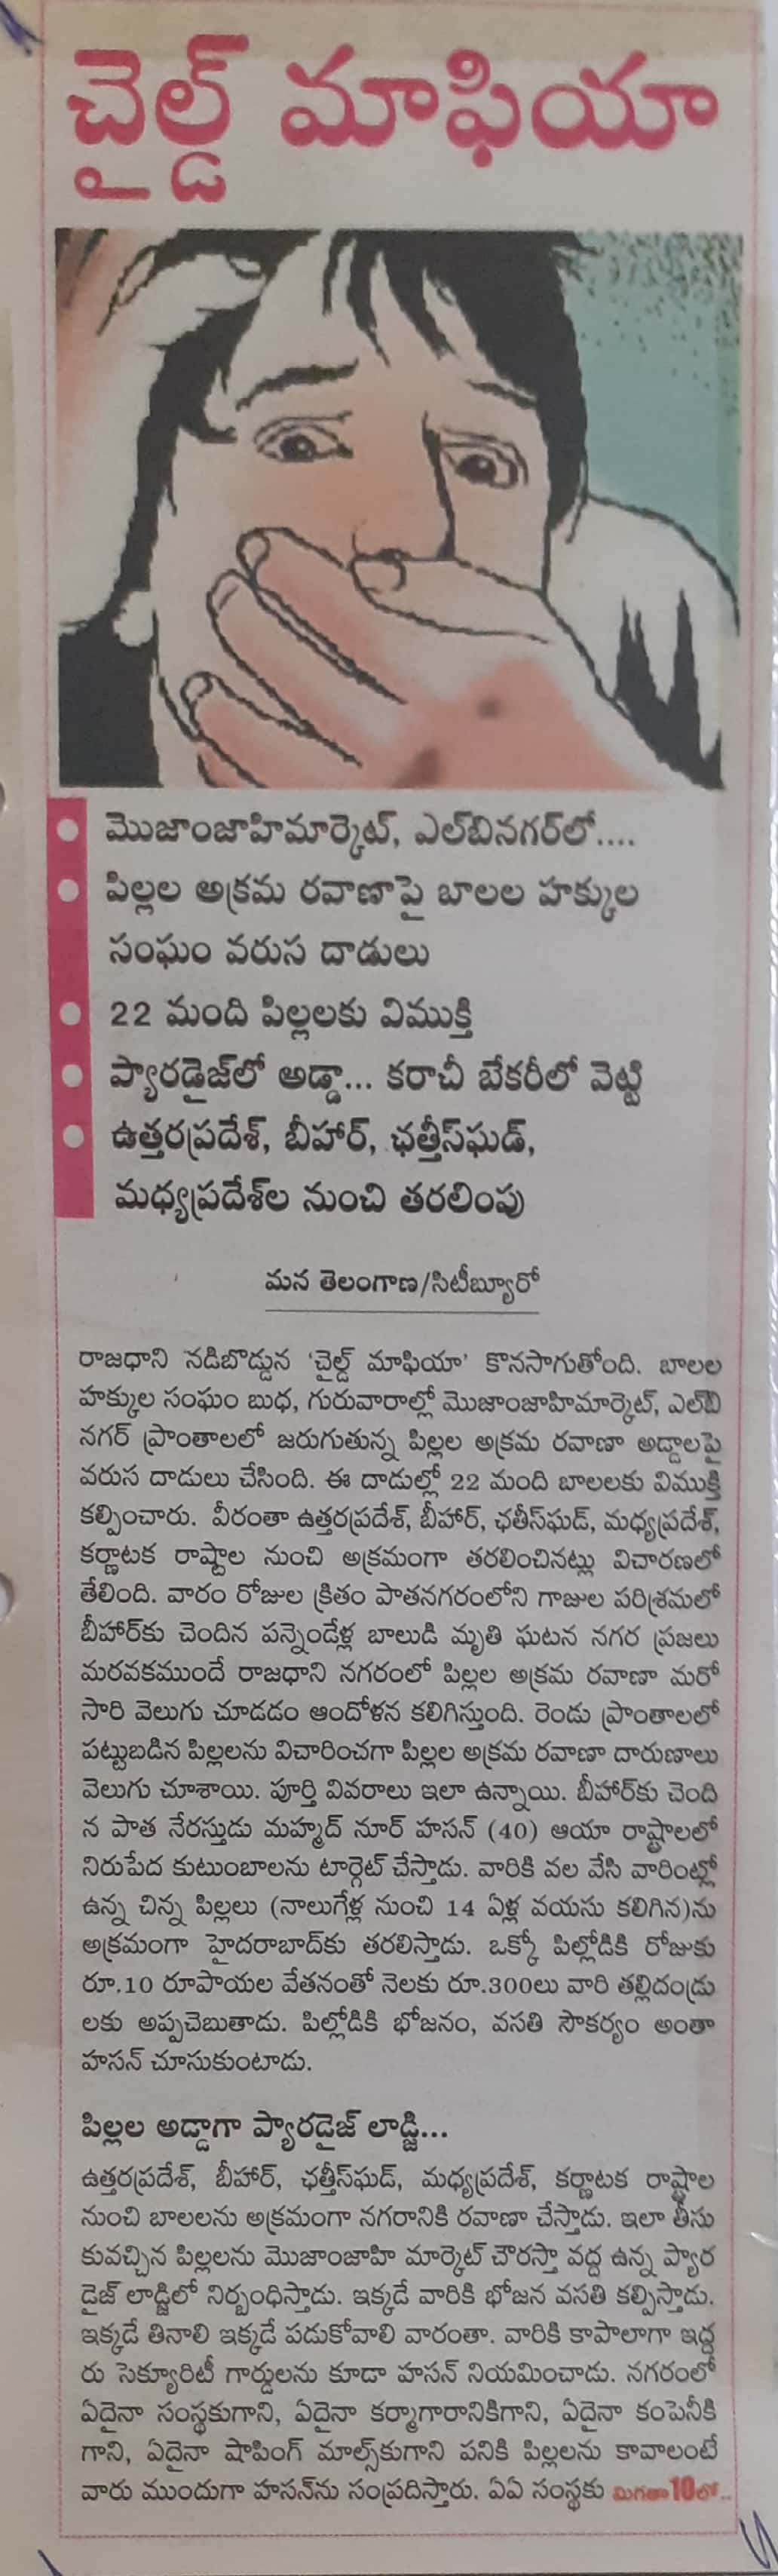 చైల్డ్ మాఫియా
మొజాంజాహిమార్కెట్, ఎల్‌బినగర్‌లో....
పిల్లల అక్రమ రవాణాపై బాలల హక్కుల
సంఘం వరుస దాడులు
22 మంది పిల్లలకు విముక్తి
ప్యారడైజ్‌లో అడ్డా... కరాచీ బేకరీలో వెట్టి
ఉత్తరప్రదేశ్, బీహార్, ఛత్తీస్‌ఘడ్,
మధ్యప్రదేశ్‌ల నుంచి తరలింపు
మన తెలంగాణ/సిటీబ్యూరో
రాజధాని నడిబొడ్డున 'చైల్డ్ మాఫియా' కొనసాగుతోంది. బాలల
హక్కుల సంఘం బుధ, గురువారాల్లో మొజాంజాహిమార్కెట్, ఎల్‌బి
నగర్ ప్రాంతాలలో జరుగుతున్న పిల్లల అక్రమ రవాణా అడ్డాలపై
వరుస దాడులు చేసింది. ఈ దాడుల్లో 22 మంది బాలలకు విముక్తి
కల్పించారు. వీరంతా ఉత్తరప్రదేశ్, బీహార్, ఛతీస్‌ఘడ్, మధ్యప్రదేశ్,
కర్ణాటక రాష్ట్రాల నుంచి అక్రమంగా తరలించినట్లు విచారణలో
తేలింది. వారం రోజుల క్రితం పాతనగరంలోని గాజుల పరిశ్రమలో
బీహార్‌కు చెందిన పన్నెండేళ్ల బాలుడి మృతి ఘటన నగర ప్రజలు
మరవకముందే రాజధాని నగరంలో పిల్లల అక్రమ రవాణా మరో
సారి వెలుగు చూడడం ఆందోళన కలిగిస్తుంది. రెండు ప్రాంతాలలో
పట్టుబడిన పిల్లలను విచారించగా పిల్లల అక్రమ రవాణా దారుణాలు
వెలుగు చూశాయి. పూర్తి వివరాలు ఇలా ఉన్నాయి. బీహార్‌కు చెంది
న పాత నేరస్తుడు మహ్మద్ నూర్ హసన్ (40) ఆయా రాష్ట్రాలలో
నిరుపేద కుటుంబాలను టార్గెట్ చేస్తాడు. వారికి వల వేసి వారింట్లో
ఉన్న చిన్న పిల్లలు (నాలుగేళ్ల నుంచి 14 ఏళ్ల వయసు కలిగిన)ను
అక్రమంగా హైదరాబాద్‌కు తరలిస్తాడు. ఒక్కో పిల్లోడికి రోజుకు
రూ.10 రూపాయల వేతనంతో నెలకు రూ.300లు వారి తల్లిదండ్రు
లకు అప్పచెబుతాడు. పిల్లోడికి భోజనం, వసతి సౌకర్యం అంతా
హసన్ చూసుకుంటాడు.
పిల్లల అడ్డాగా ప్యారడైజ్ లాడ్జి...
ఉత్తరప్రదేశ్, బీహార్, ఛత్తీస్‌ఘడ్, మధ్యప్రదేశ్, కర్ణాటక రాష్ట్రాల
నుంచి బాలలను అక్రమంగా నగరానికి రవాణా చేస్తాడు. ఇలా తీసు
కువచ్చిన పిల్లలను మొజాంజాహి మార్కెట్ చౌరస్తా వద్ద ఉన్న ప్యార
డైజ్ లాడ్జిలో నిర్బంధిస్తాడు. ఇక్కడే వారికి భోజన వసతి కల్పిస్తాడు.
ఇక్కడే తినాలి ఇక్కడే పడుకోవాలి వారంతా. వారికి కాపాలాగా ఇద్ద
రు సెక్యూరిటీ గార్డులను కూడా హసన్ నియమించాడు. నగరంలో
ఏదైనా సంస్థకుగాని, ఏదైనా కర్మాగారానికిగాని, ఏదైనా కంపెనీకి
గాని, ఏదైనా షాపింగ్ మాల్స్‌కుగాని పనికి పిల్లలను కావాలంటే
వారు ముందుగా హసన్‌ను సంప్రదిస్తారు. ఏఏ సంస్థకు మిగతా10లో..